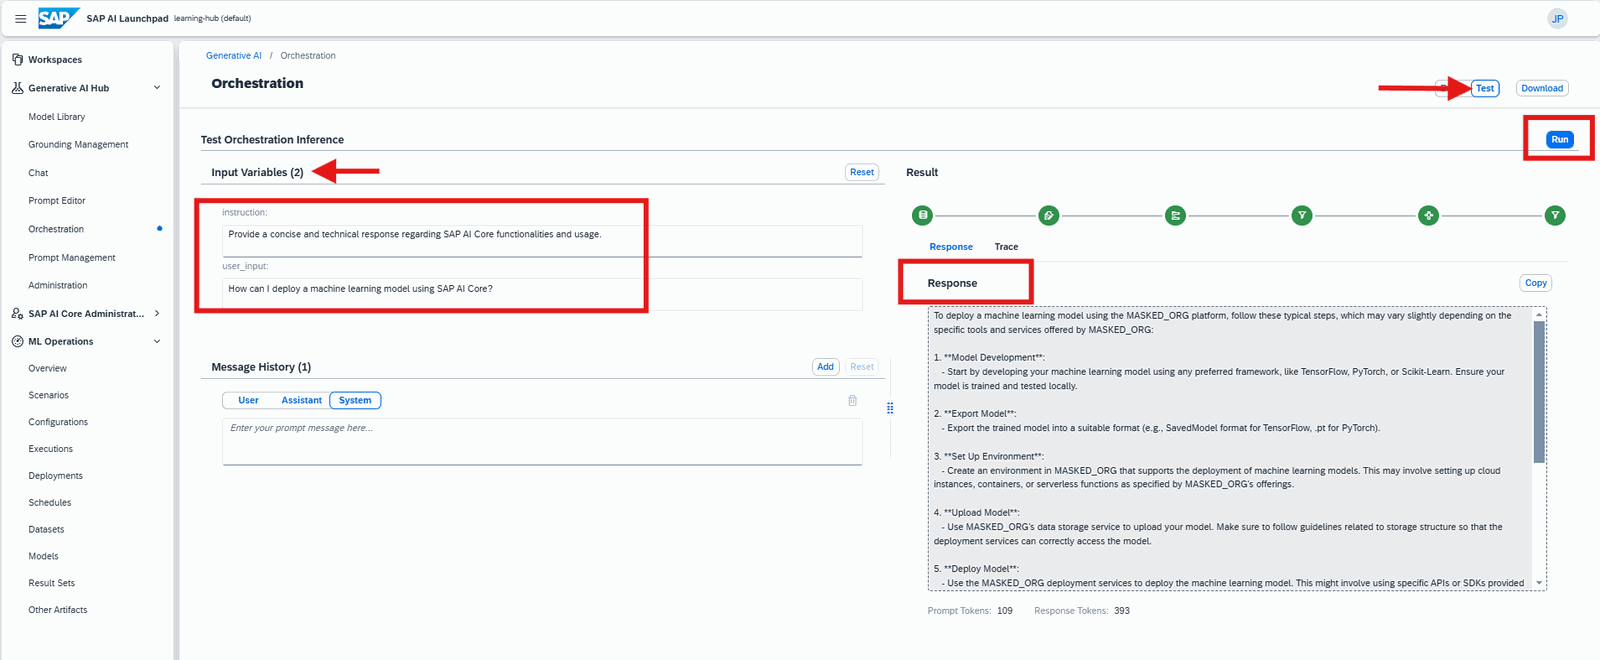 SAP SAP AI Launchpad learning-hub (default) JP
Workspaces
Generative AI Hub
Model Library
Grounding Management
Chat
Prompt Editor
Orchestration
Prompt Management
Administration
SAP AI Core Administrat...
ML Operations
Overview
Scenarios
Configurations
Executions
Deployments
Schedules
Datasets
Models
Result Sets
Other Artifacts
Generative AI / Orchestration
Orchestration
Test Download
Test Orchestration Inference
Run
Input Variables (2)
Reset
instruction:
Provide a concise and technical response regarding SAP AI Core functionalities and usage.
user_input:
How can I deploy a machine learning model using SAP AI Core?
Message History (1)
Add Reset
User Assistant System
Enter your prompt message here...
Result
Response Trace
Response
Copy
To deploy a machine learning model using the MASKED_ORG platform, follow these typical steps, which may vary slightly depending on the
specific tools and services offered by MASKED_ORG:
1. **Model Development**:
- Start by developing your machine learning model using any preferred framework, like TensorFlow, PyTorch, or Scikit-Learn. Ensure your
model is trained and tested locally.
2. **Export Model**:
- Export the trained model into a suitable format (e.g., SavedModel format for TensorFlow, .pt for PyTorch).
3. **Set Up Environment**:
- Create an environment in MASKED_ORG that supports the deployment of machine learning models. This may involve setting up cloud
instances, containers, or serverless functions as specified by MASKED_ORG's offerings.
4. **Upload Model**:
- Use MASKED_ORG's data storage service to upload your model. Make sure to follow guidelines related to storage structure so that the
deployment services can correctly access the model.
5. **Deploy Model**:
- Use the MASKED_ORG deployment services to deploy the machine learning model. This might involve using specific APIs or SDKs provided
Prompt Tokens: 109 Response Tokens: 393